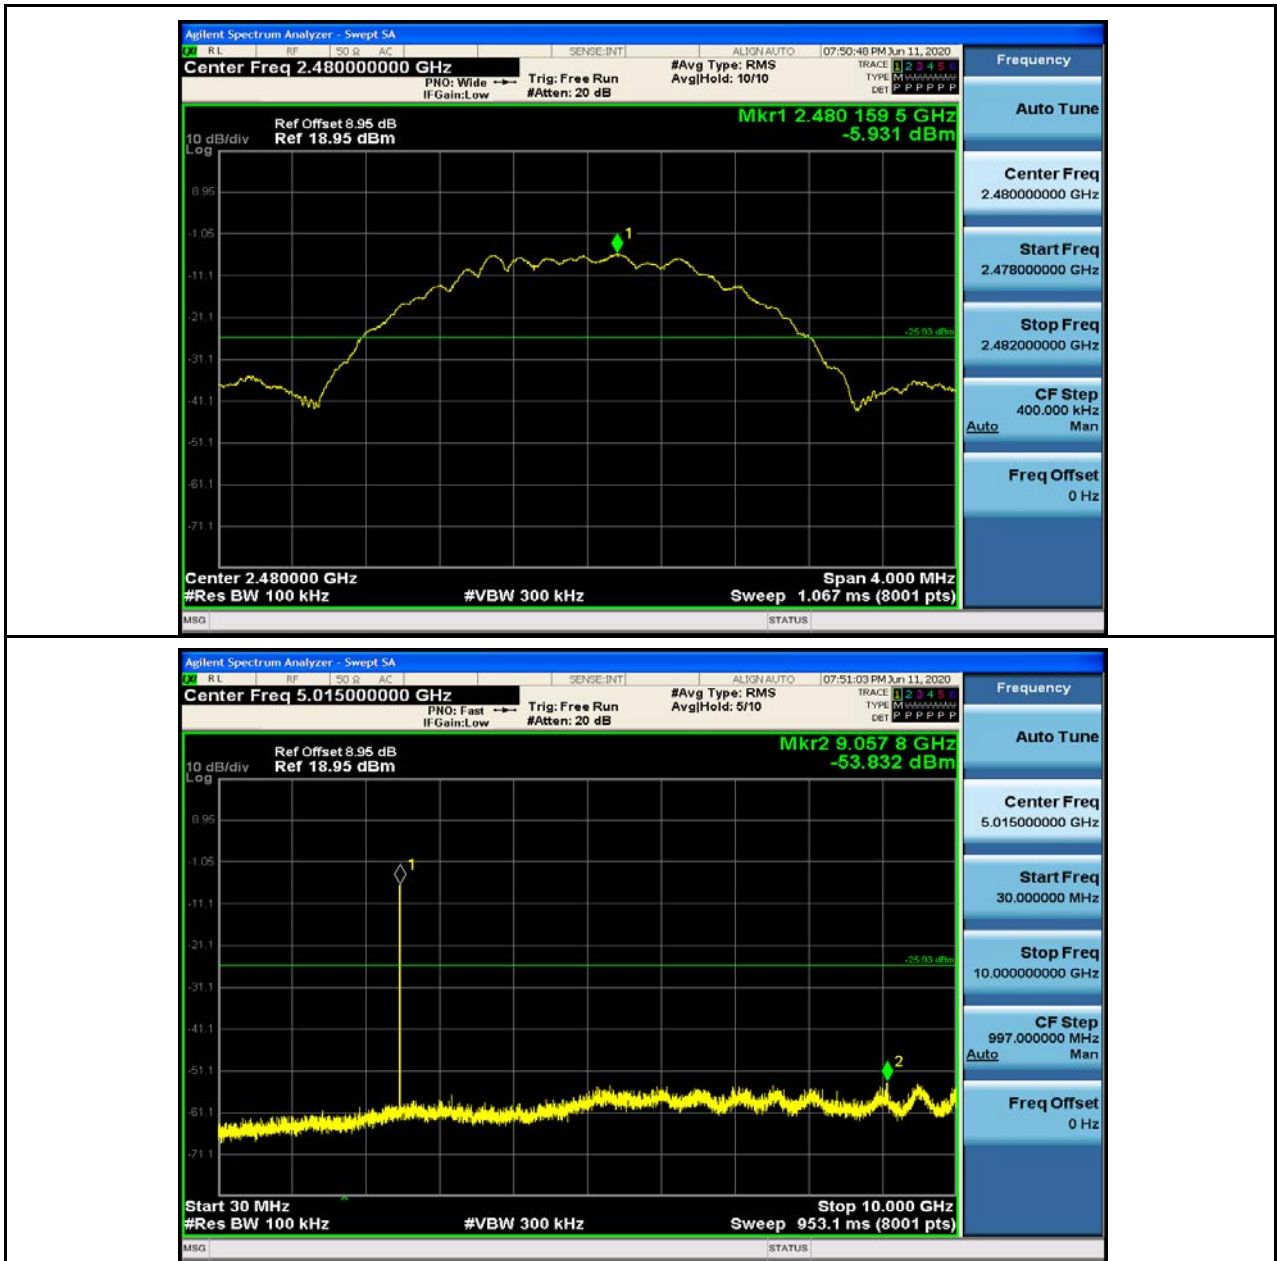 Agilent Spectrum Analyzer - Swept SA
LXI RL RF 50 Ω AC SENSE:INT ALIGN AUTO 07:50:48 PM Jun 11, 2020
Center Freq 2.480000000 GHz
PNO: Wide
IFGain:Low
Trig: Free Run
#Atten: 20 dB
#Avg Type: RMS
Avg|Hold: 10/10
TRACE 1 2 3 4 5 6
TYPE M WWWWW
DET P P P P P P
Frequency
Mkr1 2.480 159 5 GHz
-5.931 dBm
Ref Offset 8.95 dB
10 dB/div Ref 18.95 dBm
Log
8.95
-1.05
-11.1
-21.1
-31.1
-41.1
-51.1
-61.1
-71.1
1
-25.93 dBm
Center 2.480000 GHz Span 4.000 MHz
#Res BW 100 kHz #VBW 300 kHz Sweep 1.067 ms (8001 pts)
MSG STATUS
Auto Tune
Center Freq
2.480000000 GHz
Start Freq
2.478000000 GHz
Stop Freq
2.482000000 GHz
CF Step
400.000 kHz
Auto Man
Freq Offset
0 Hz
Agilent Spectrum Analyzer - Swept SA
LXI RL RF 50 Ω AC SENSE:INT ALIGN AUTO 07:51:03 PM Jun 11, 2020
Center Freq 5.015000000 GHz
PNO: Fast
IFGain:Low
Trig: Free Run
#Atten: 20 dB
#Avg Type: RMS
Avg|Hold: 5/10
TRACE 1 2 3 4 5 6
TYPE M WWWWW
DET P P P P P P
Frequency
Mkr2 9.057 8 GHz
-53.832 dBm
Ref Offset 8.95 dB
10 dB/div Ref 18.95 dBm
Log
8.95
-1.05
-11.1
-21.1
-31.1
-41.1
-51.1
-61.1
-71.1
1
-25.93 dBm
2
Start 30 MHz Stop 10.000 GHz
#Res BW 100 kHz #VBW 300 kHz Sweep 953.1 ms (8001 pts)
MSG STATUS
Auto Tune
Center Freq
5.015000000 GHz
Start Freq
30.000000 MHz
Stop Freq
10.000000000 GHz
CF Step
997.000000 MHz
Auto Man
Freq Offset
0 Hz